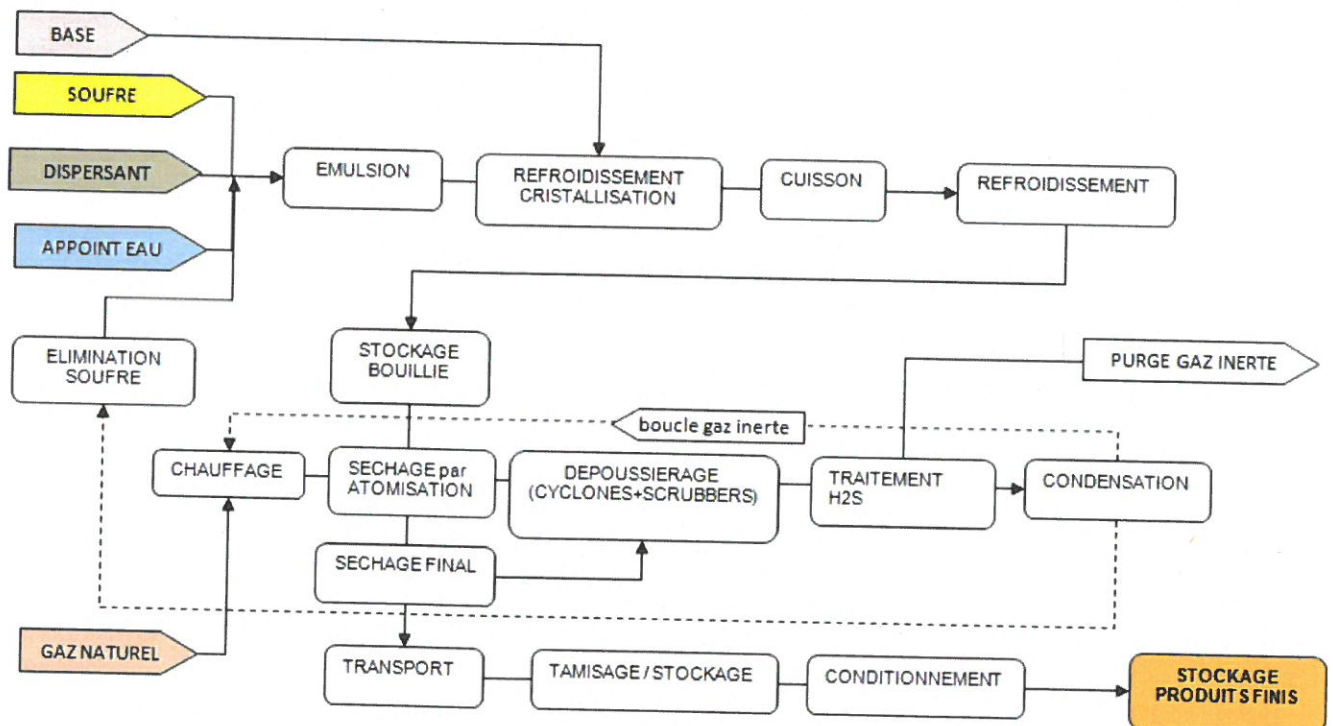 BASE
SOUFRE
DISPERSANT
APPOINT EAU
EMULSION
REFROIDISSEMENT
CRISTALLISATION
CUISSON
REFROIDISSEMENT
ELIMINATION
SOUFRE
STOCKAGE
BOUILLIE
PURGE GAZ INERTE
boucle gaz inerte
CHAUFFAGE
SECHAGE par
ATOMISATION
DEPOUSSIERAGE
(CYCLONES+SCRUBBERS)
TRAITEMENT
H2S
CONDENSATION
SECHAGE FINAL
GAZ NATUREL
TRANSPORT
TAMISAGE / STOCKAGE
CONDITIONNEMENT
STOCKAGE
PRODUITS FINIS